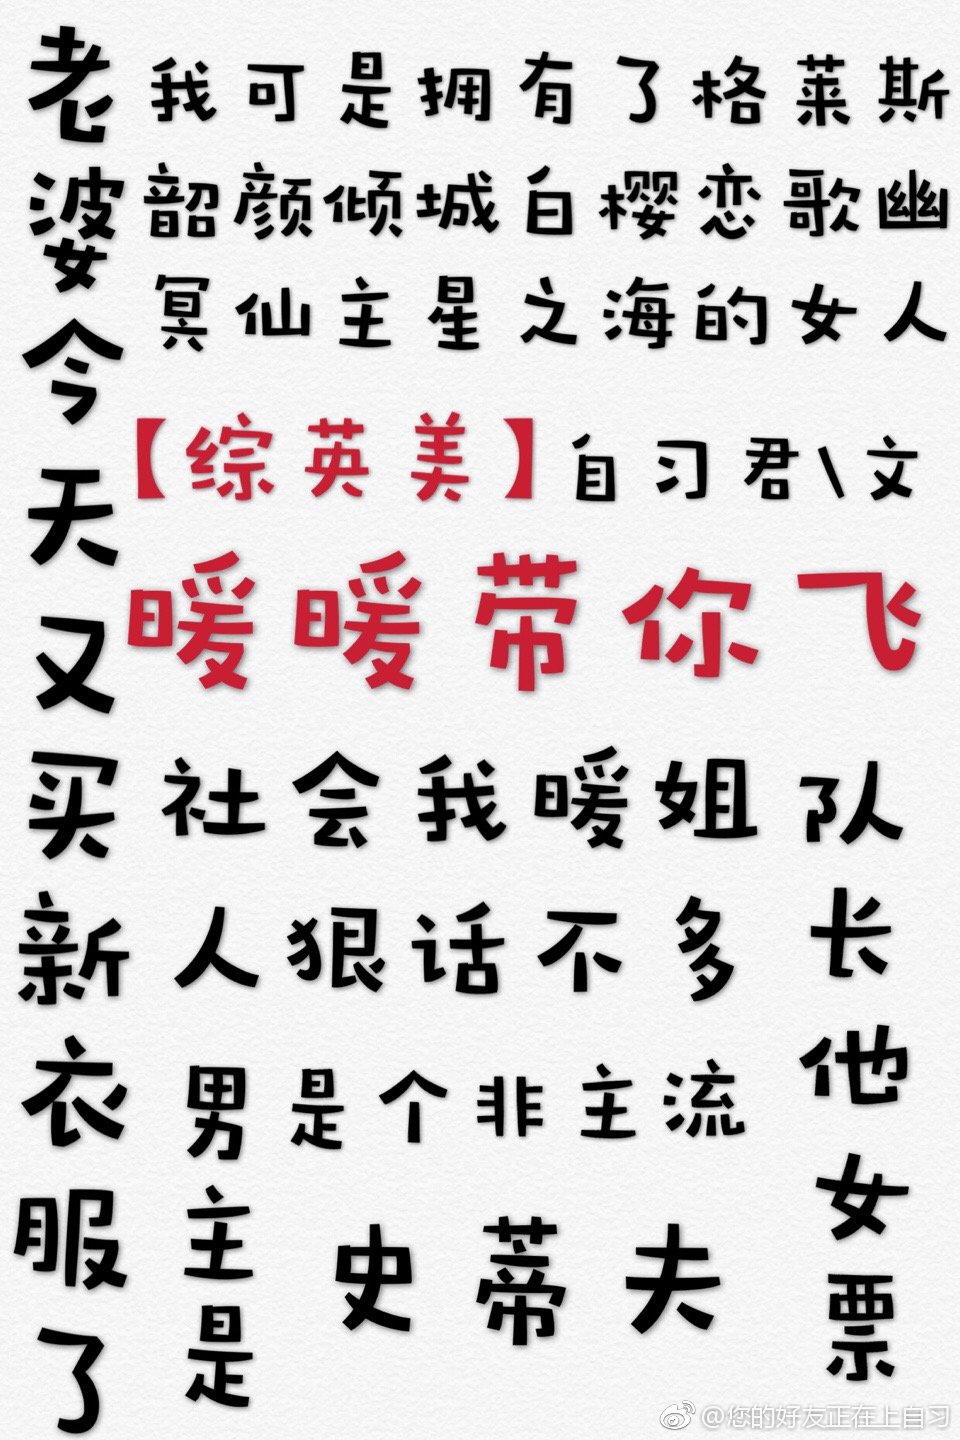 老婆今天又买新衣服了
我可是拥有了格莱斯
韶颜倾城白樱恋歌幽
冥仙主星之海的女人
【综英美】自习君\文
暖暖带你飞
社会我暖姐
人狠话不多
男主是
是个非主流
史蒂夫
队长他女票
@您的好友正在上自习